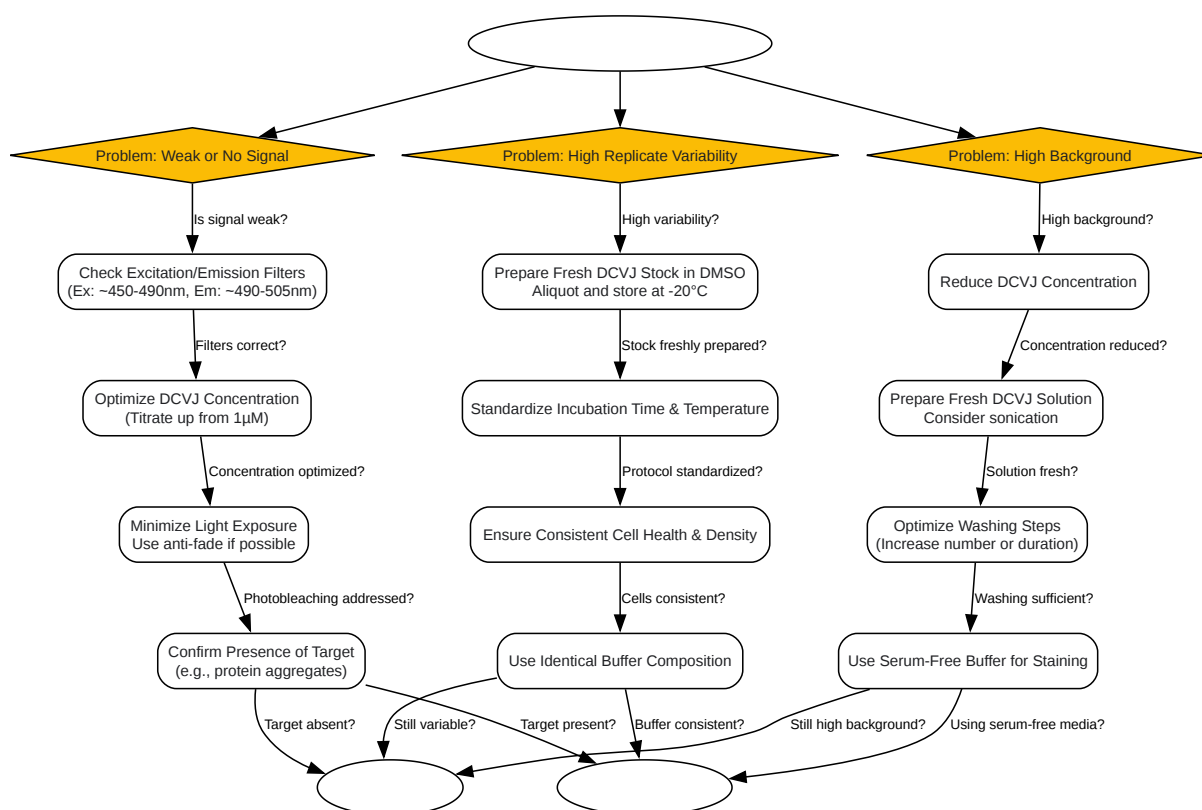 Problem: Weak or No Signal
Problem: High Replicate Variability
Problem: High Background
Is signal weak?
High variability?
High background?
Check Excitation/Emission Filters
(Ex: ~450-490nm, Em: ~490-505nm)
Prepare Fresh DCVJ Stock in DMSO
Aliquot and store at -20°C
Reduce DCVJ Concentration
Filters correct?
Stock freshly prepared?
Concentration reduced?
Optimize DCVJ Concentration
(Titrate up from 1µM)
Standardize Incubation Time & Temperature
Prepare Fresh DCVJ Solution
Consider sonication
Concentration optimized?
Protocol standardized?
Solution fresh?
Minimize Light Exposure
Use anti-fade if possible
Ensure Consistent Cell Health & Density
Optimize Washing Steps
(Increase number or duration)
Photobleaching addressed?
Cells consistent?
Washing sufficient?
Confirm Presence of Target
(e.g., protein aggregates)
Use Identical Buffer Composition
Use Serum-Free Buffer for Staining
Target absent?
Still variable?
Target present?
Buffer consistent?
Still high background?
Using serum-free media?